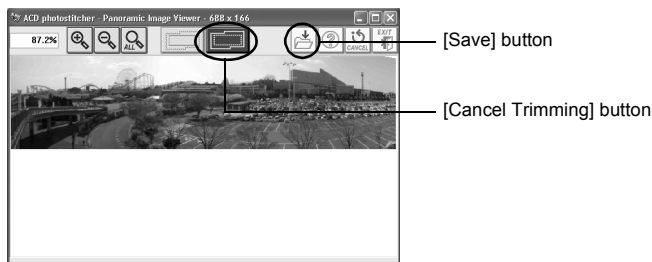 ACD photostitcher - Panoramic Image Viewer - 688 x 166
87.2%
ALL
?
CANCEL
EXIT
[Save] button
[Cancel Trimming] button